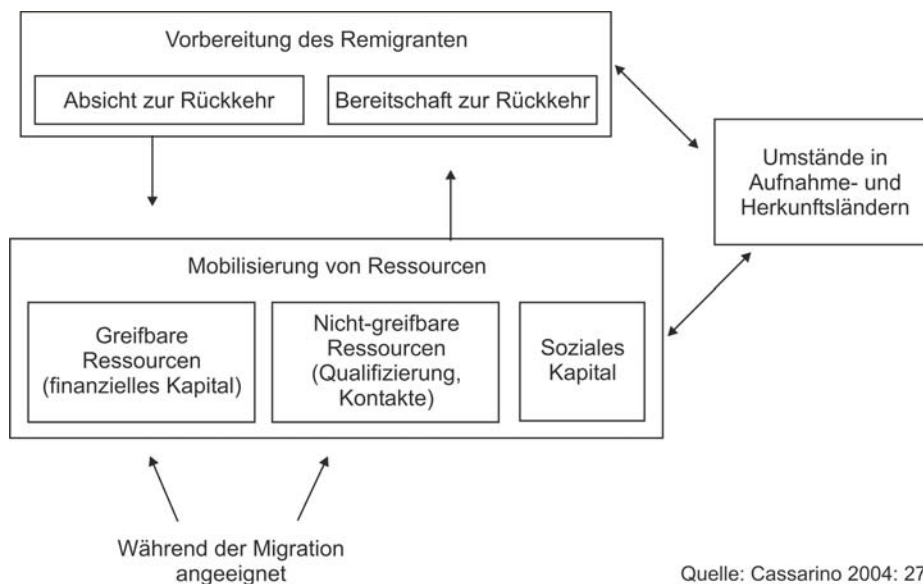 Vorbereitung des Remigranten
Absicht zur Rückkehr
Bereitschaft zur Rückkehr
Umstände in
Aufnahme- und
Herkunftsländern
Mobilisierung von Ressourcen
Greifbare
Ressourcen
(finanzielles Kapital)
Nicht-greifbare
Ressourcen
(Qualifizierung,
Kontakte)
Soziales
Kapital
Während der Migration
angeeignet
Quelle: Cassarino 2004: 27